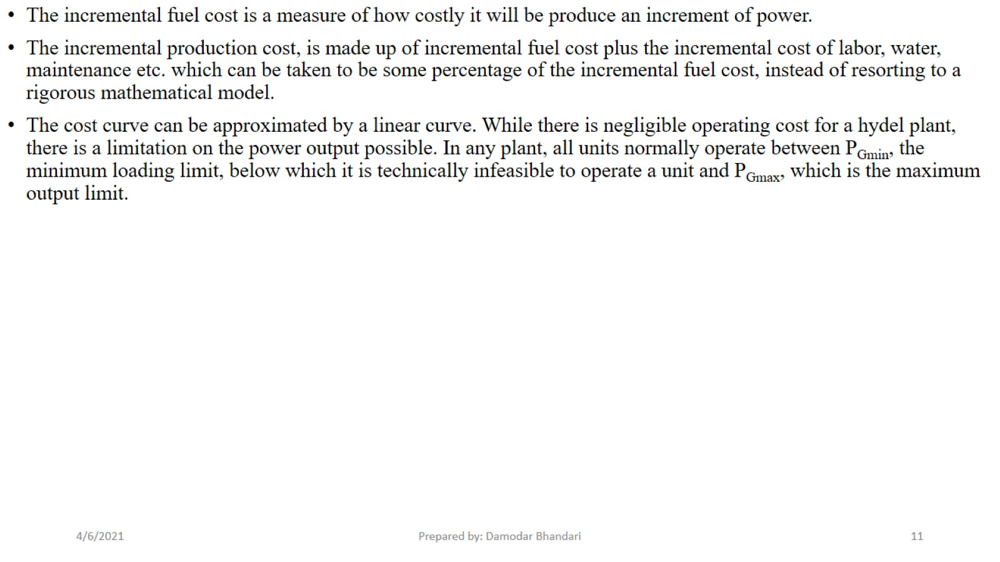 • The incremental fuel cost is a measure of how costly it will be produce an increment of power.
• The incremental production cost, is made up of incremental fuel cost plus the incremental cost of labor, water,
maintenance etc. which can be taken to be some percentage of the incremental fuel cost, instead of resorting to a
rigorous mathematical model.
• The cost curve can be approximated by a linear curve. While there is negligible operating cost for a hydel plant,
there is a limitation on the power output possible. In any plant, all units normally operate between PGmin, the
minimum loading limit, below which it is technically infeasible to operate a unit and PGmax, which is the maximum
output limit.
4/6/2021
Prepared by: Damodar Bhandari
11